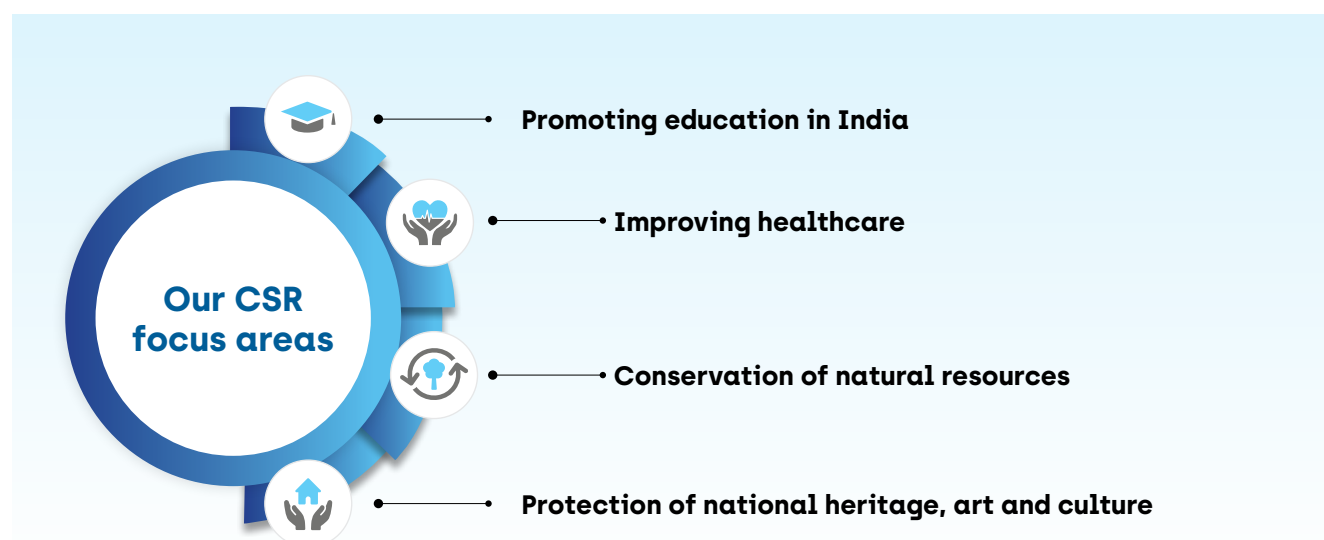 Our CSR
focus areas
Promoting education in India
Improving healthcare
Conservation of natural resources
Protection of national heritage, art and culture